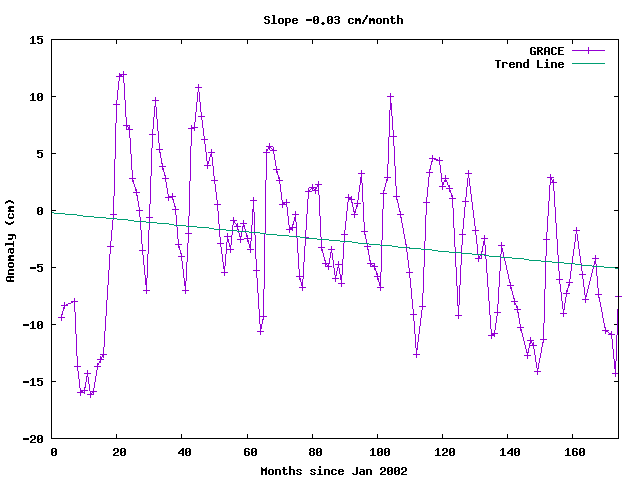 Slope -0.03 cm/month
GRACE
Trend Line
Anomaly (cm)
15
10
5
0
-5
-10
-15
-20
0 20 40 60 80 100 120 140 160
Months since Jan 2002